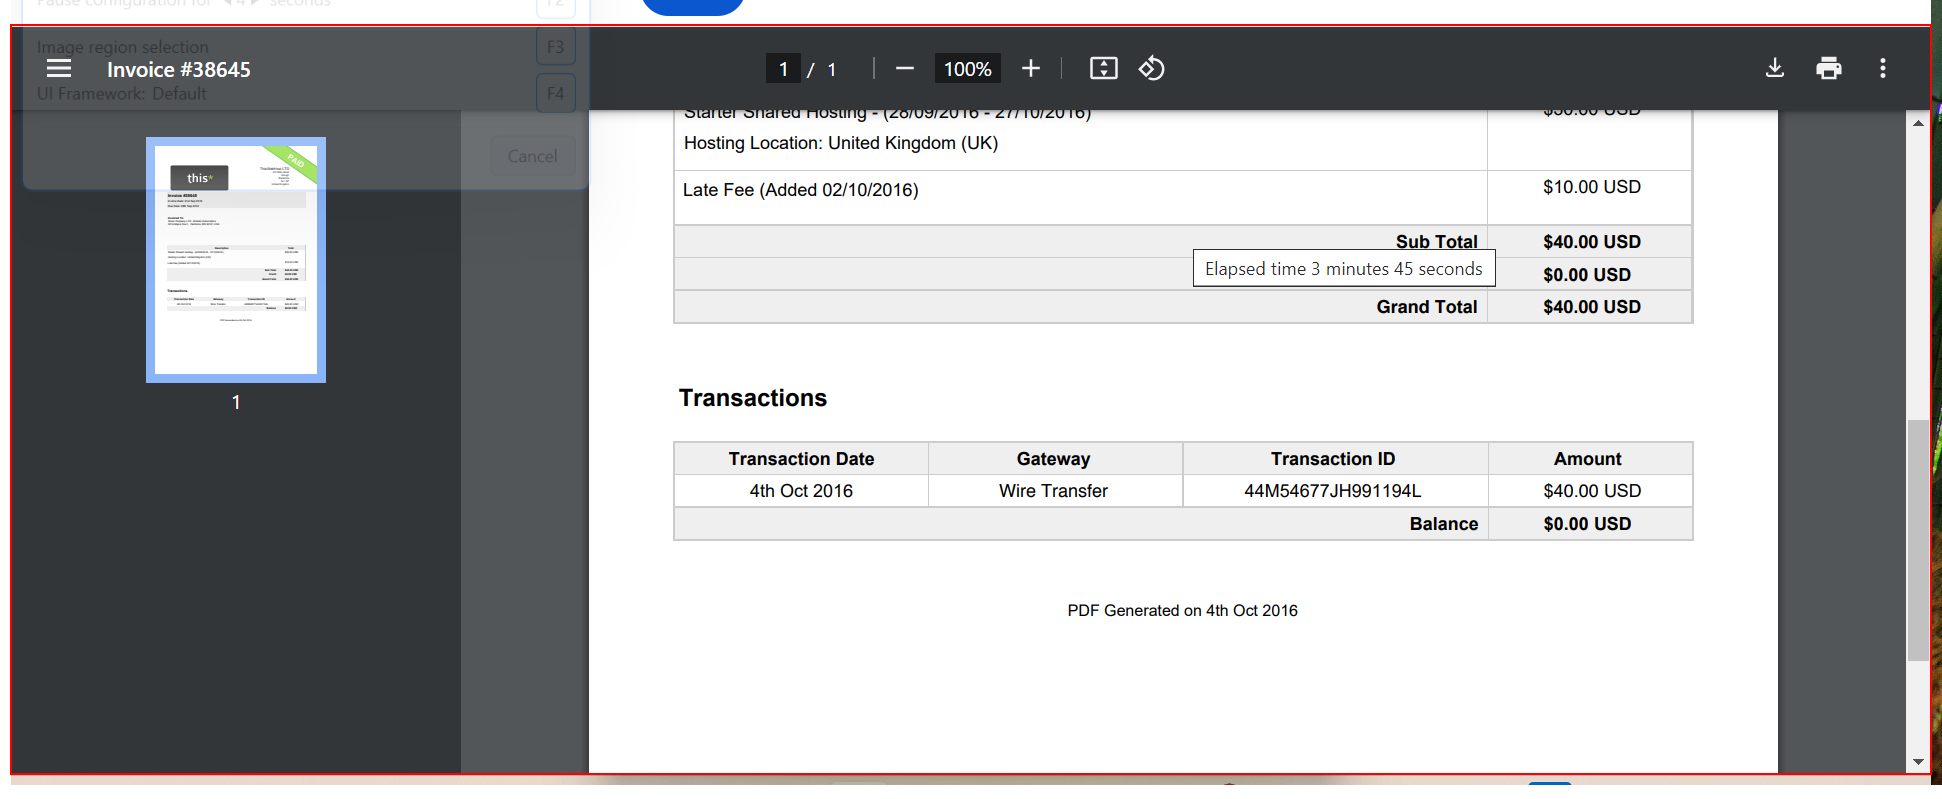 Pause configuration for 4 seconds F2
Image region selection F3
Invoice #38645
1 / 1 100%
UI Framework: Default F4
Cancel
Starter Shared Hosting - (28/09/2016 - 27/10/2016) $30.00 USD
Hosting Location: United Kingdom (UK)
Late Fee (Added 02/10/2016) $10.00 USD
Sub Total $40.00 USD
Elapsed time 3 minutes 45 seconds
$0.00 USD
Grand Total $40.00 USD
PAID
this*
Invoice #38645
1
Transactions
Transaction Date Gateway Transaction ID Amount
4th Oct 2016 Wire Transfer 44M54677JH991194L $40.00 USD
Balance $0.00 USD
PDF Generated on 4th Oct 2016